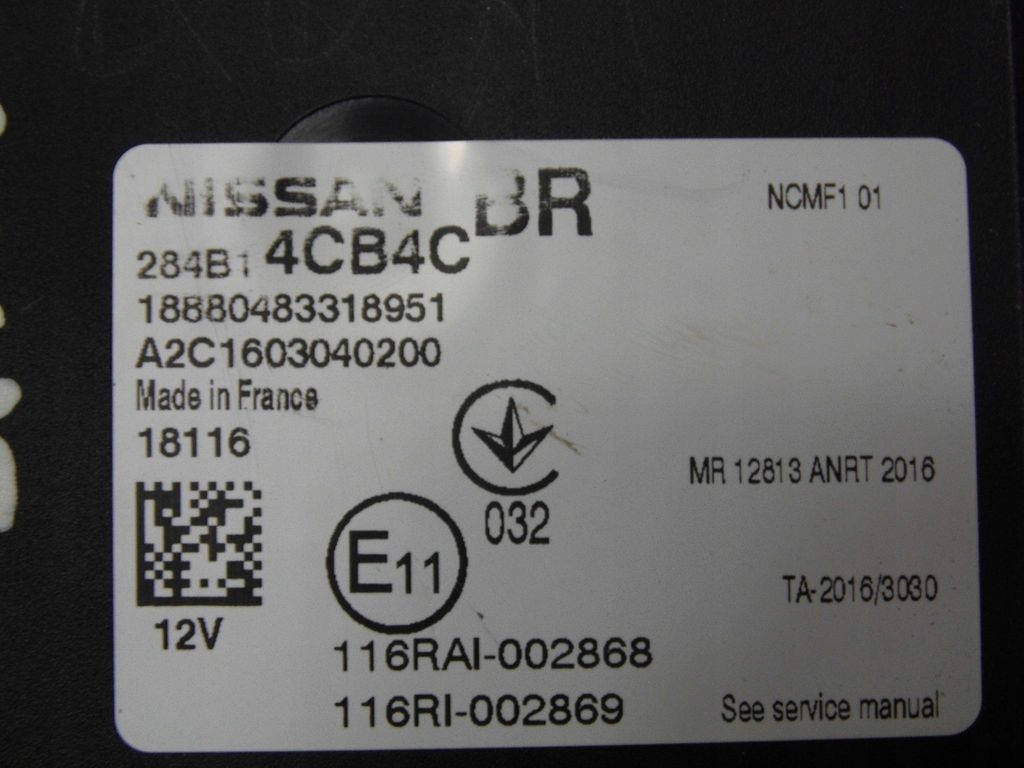 NISSAN BR
NCMF1 01
284B1 4CB4C
18880483318951
A2C1603040200
Made in France
18116
032
MR 12813 ANRT 2016
E11
TA-2016/3030
12V
116RAI-002868
116RI-002869
See service manual